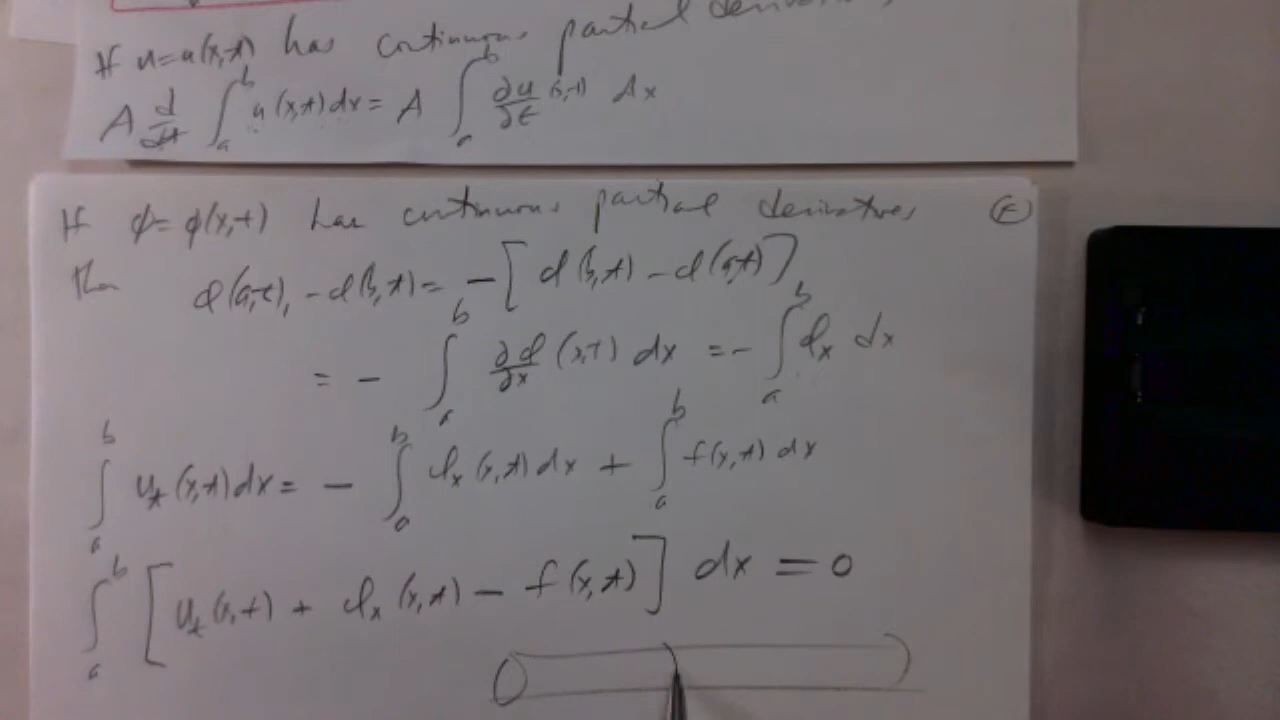 If u=u(x,t) has continuous partial
A d/dt ∫_a^b u(x,t)dx = A ∫_a^b ∂u/∂t (x,t) dx
If ϕ=ϕ(x,t) has continuous partial derivatives (F)
Then ϕ(a,t), -ϕ(b,t) = -[ϕ(b,t) - ϕ(a,t)]
= - ∫_a^b ∂ϕ/∂x (x,t) dx = - ∫_a^b ϕ_x dx
∫_a^b u_t(x,t)dx = - ∫_a^b ϕ_x(x,t)dx + ∫_a^b f(x,t)dx
∫_a^b [u_t(x,t) + ϕ_x(x,t) - f(x,t)] dx = 0